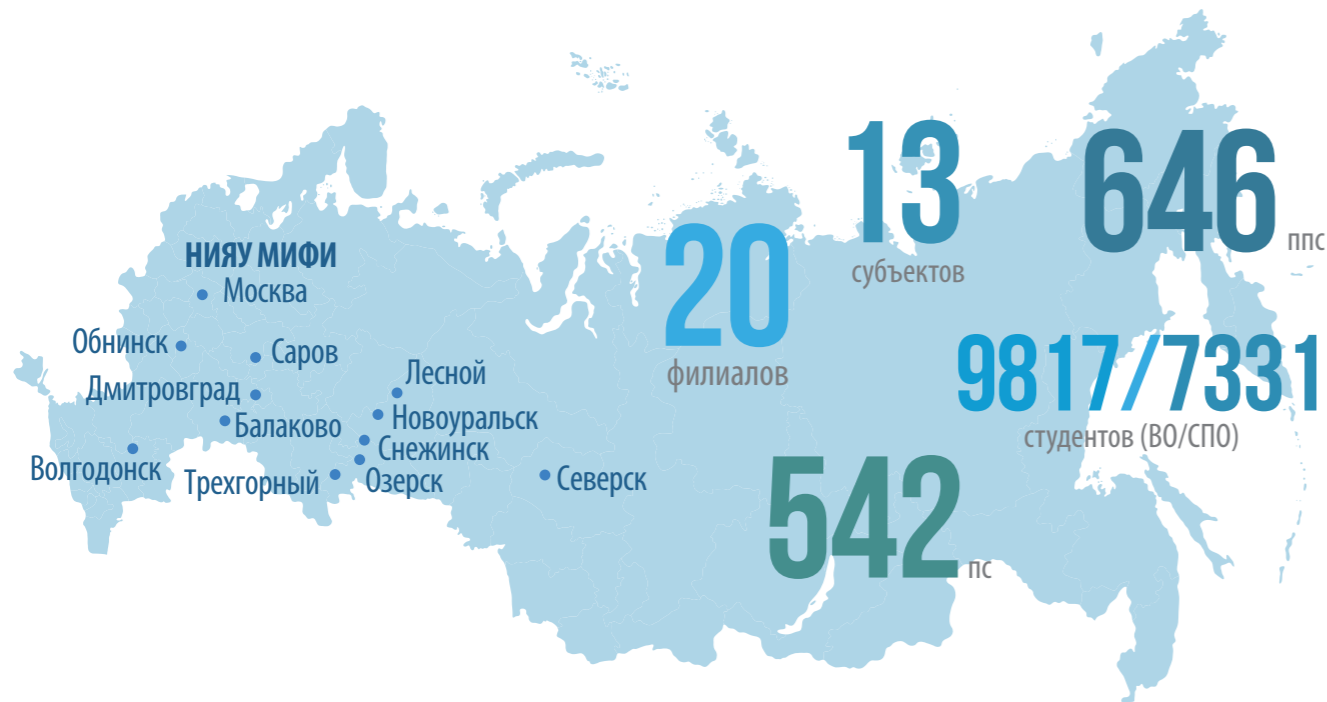 НИЯУ МИФИ
Москва
Обнинск
Саров
Дмитровград
Балаково
Волгодонск
Трехгорный
Лесной
Новоуральск
Снежинск
Озерск
Северск
20
филиалов
13
субъектов
646
ппс
9817/7331
студентов (ВО/СПО)
542
пс